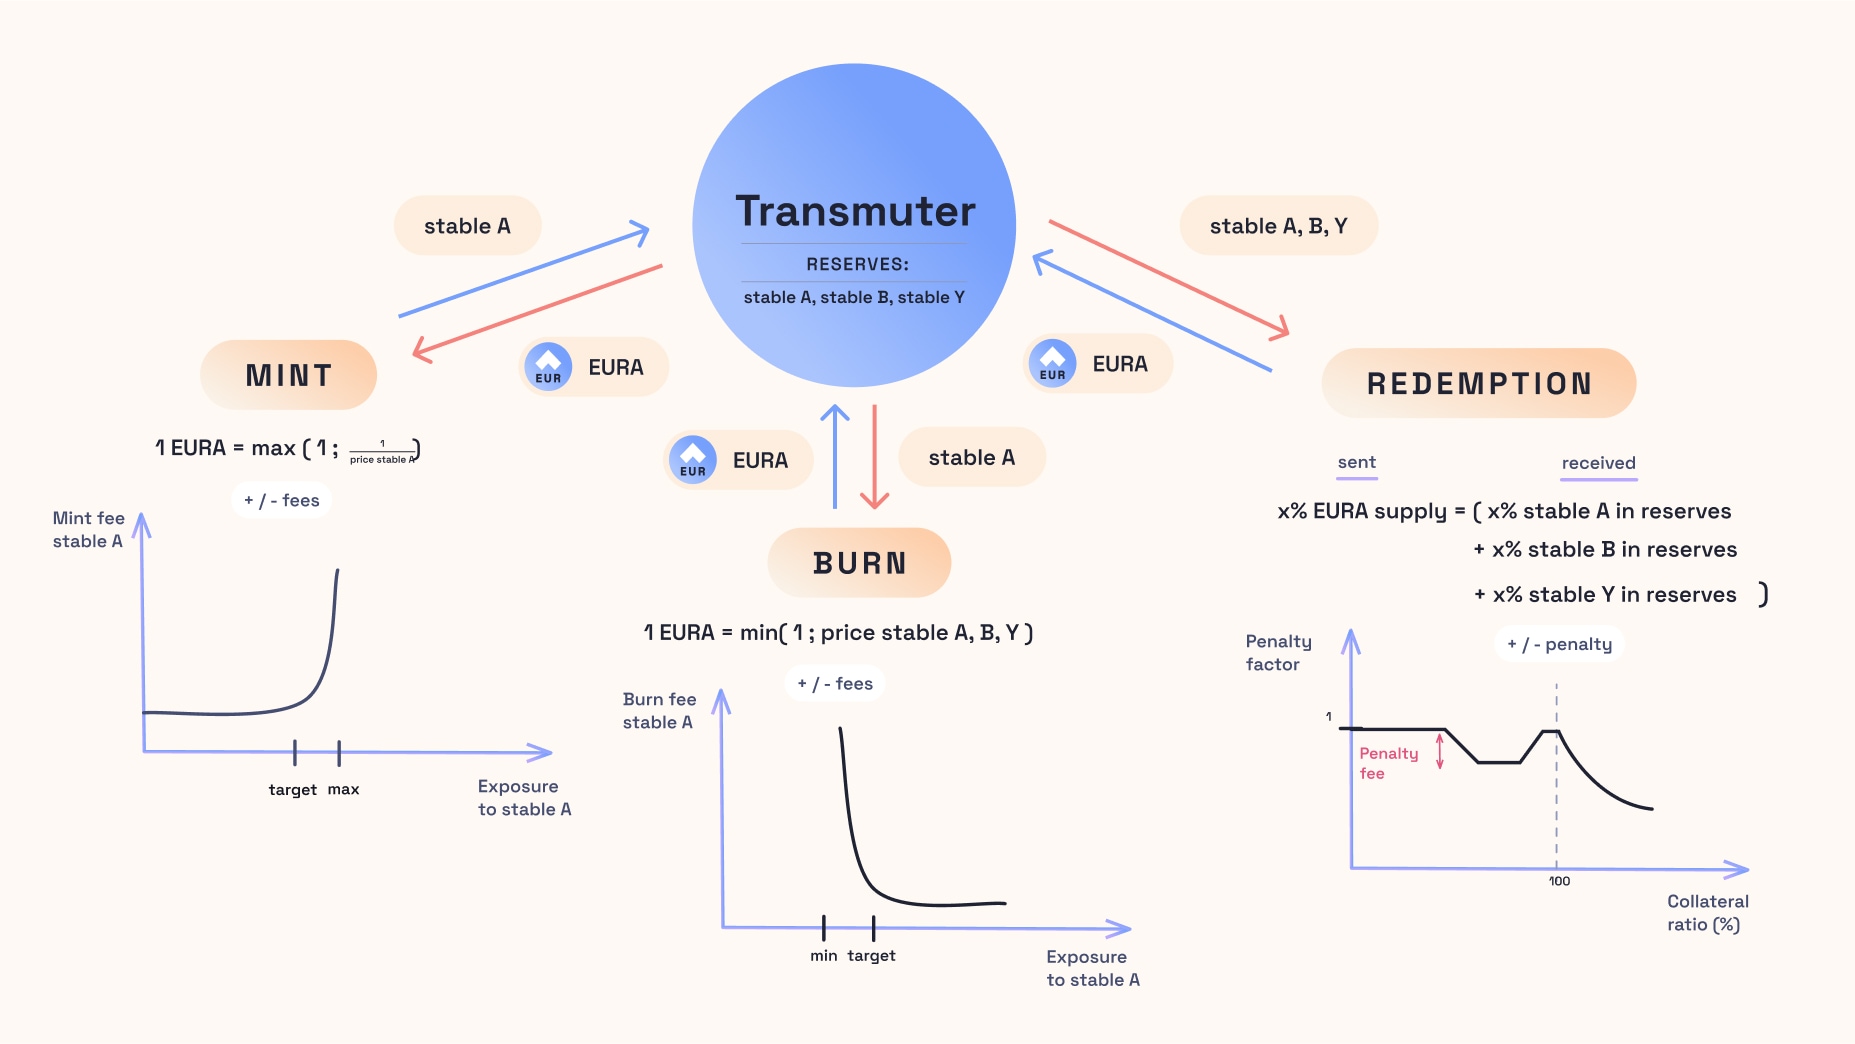 Transmuter
RESERVES:
stable A, stable B, stable Y
stable A
EUR
EURA
stable A, B, Y
EUR
EURA
EUR
EURA
stable A
MINT
1 EURA = max ( 1 ; 1 / price stable A )
+ / - fees
Mint fee
stable A
target
max
Exposure
to stable A
BURN
1 EURA = min( 1 ; price stable A, B, Y )
+ / - fees
Burn fee
stable A
min
target
Exposure
to stable A
REDEMPTION
sent
received
x% EURA supply = ( x% stable A in reserves
+ x% stable B in reserves
+ x% stable Y in reserves )
+ / - penalty
Penalty
factor
1
Penalty
fee
100
Collateral
ratio (%)